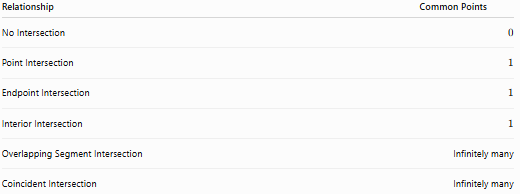 Relationship Common Points
No Intersection 0
Point Intersection 1
Endpoint Intersection 1
Interior Intersection 1
Overlapping Segment Intersection Infinitely many
Coincident Intersection Infinitely many